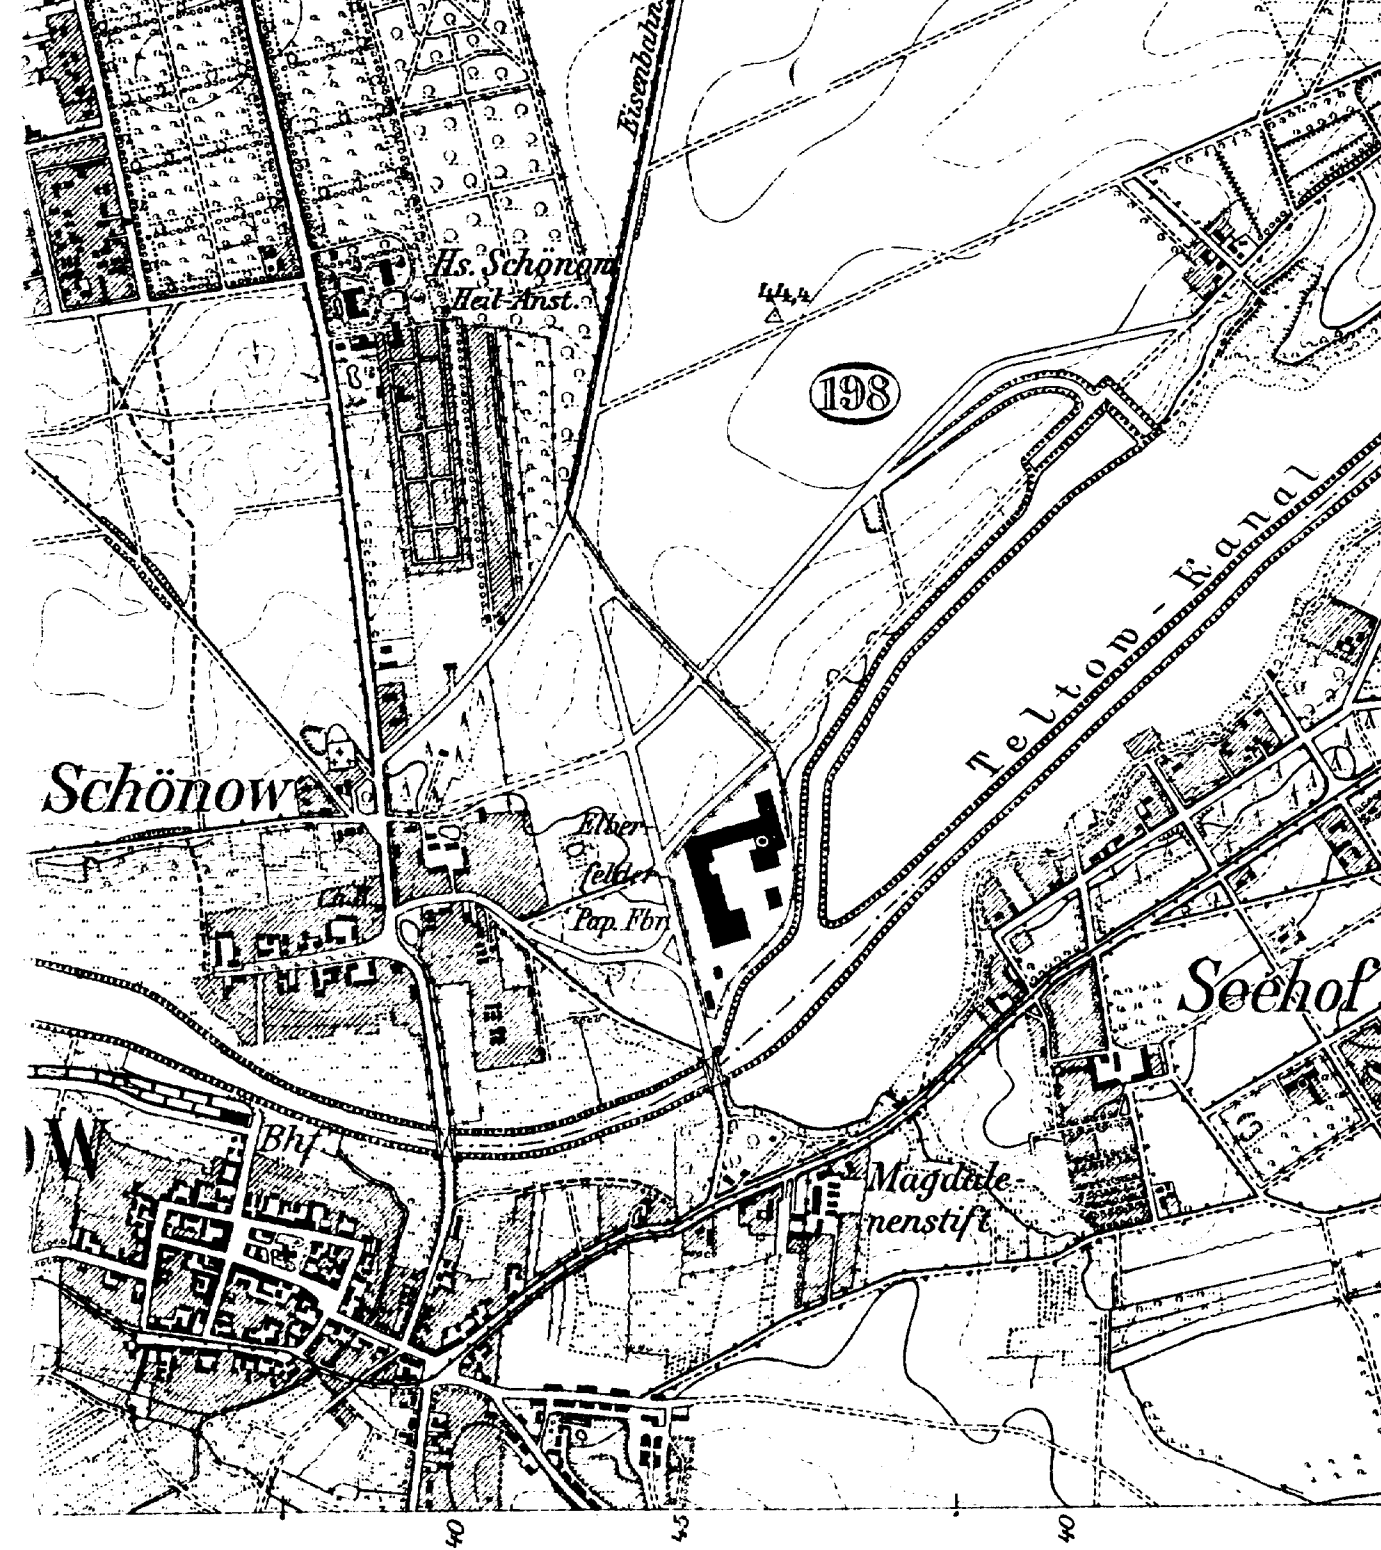 Eisenbahn
Hs. Schönow
Heil-Anst.
44,4
198
Teltow-Kanal
Schönow
Elber-
felder
Pap. Fbr.
Seehof
ow
Bhf.
Magdale-
nenstift
40
45
40